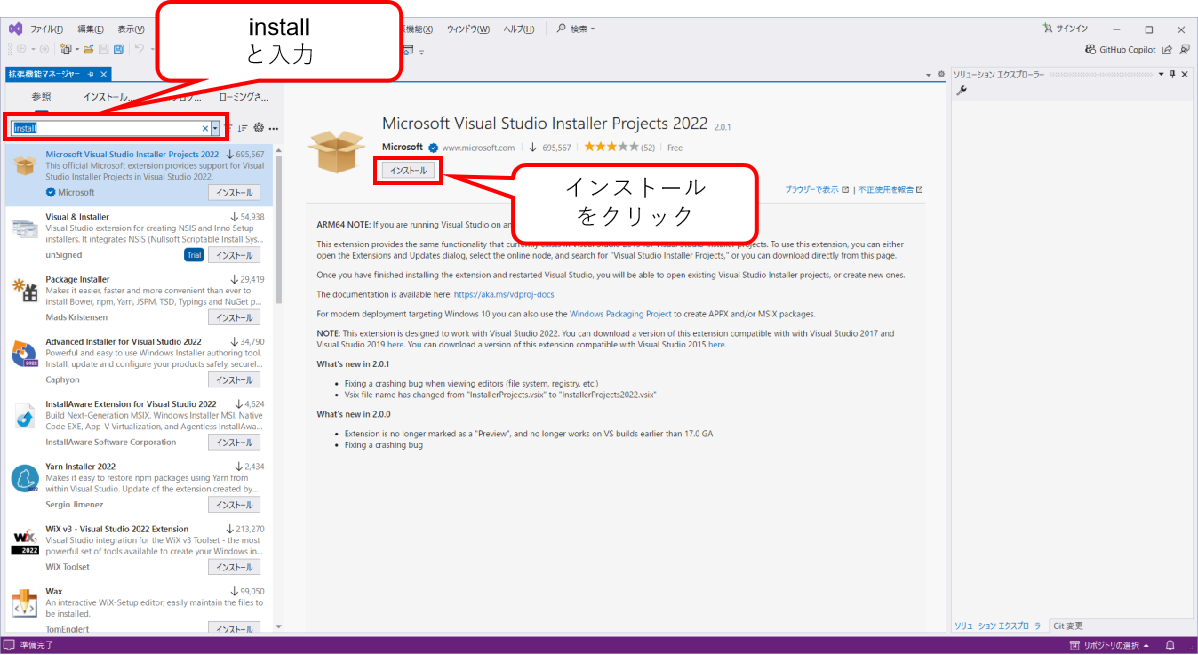 ファイル(F) 編集(E) 表示(V)
機能(X) ウィンドウ(W) ヘルプ(H) 検索
サインイン
GitHub Copilot:
install
と入力
拡張機能マネージャー
参照 インストール... ローミングさ...
install
Microsoft Visual Studio Installer Projects 2022 695,567
This official Microsoft extension provides support for Visual
Studio Installer Projects in Visual Studio 2022.
Microsoft インストール
Visual & Installer 54,938
Visual Studio extension for creating NSIS and Inno Setup
installers. It integrates NSIS (Nullsoft Scriptable Install Sys...
unSigned Trial インストール
Package Installer 29,419
Makes it easier, faster and more convenient than ever to
install Bower, npm, Yarn, JSPM, TSD, Typings and NuGet p...
Mads Kristensen インストール
Advanced Installer for Visual Studio 2022 34,790
Powerful and easy to use Windows Installer authoring tool.
Install, update and configure your products safely securel...
Caphyon インストール
InstallAware Extension for Visual Studio 2022 4,624
Build Next-Generation MSIX, Windows Installer MSI, Native
Code EXE, App-V Virtualization, and Agentless InstallAwa...
InstallAware Software Corporation インストール
Yarn Installer 2022 2,434
Makes it easy to restore npm packages using Yarn from
within Visual Studio. Update of the extension created by...
Sergio Jimenez インストール
WiX v3 - Visual Studio 2022 Extension 213,270
Visual Studio integration for the WiX v3 Toolset - the most
powerful set of tools available to create your Windows in...
WiX Toolset インストール
Wax 99,050
An interactive WiX-Setup editor; easily maintain the files to
be installed.
TomEnglert インストール
Microsoft Visual Studio Installer Projects 2022 2.0.1
Microsoft www.microsoft.com 695,567 (52) Free
インストール
インストール
をクリック
ブラウザーで表示 | 不正使用を報告
ARM64 NOTE: If you are running Visual Studio on an
This extension provides the same functionality that currently exists in Visual Studio 2019 for Visual Studio Installer projects. To use this extension, you can either
open the Extensions and Updates dialog, select the online node, and search for "Visual Studio Installer Projects," or you can download directly from this page.
Once you have finished installing the extension and restarted Visual Studio, you will be able to open existing Visual Studio Installer projects, or create new ones.
The documentation is available here: https://aka.ms/vdproj-docs
For modern deployment targeting Windows 10 you can also use the Windows Packaging Project to create APPX and/or MSIX packages.
NOTE: This extension is designed to work with Visual Studio 2022. You can download a version of this extension compatible with with Visual Studio 2017 and
Visual Studio 2019 here. You can download a version of this extension compatible with Visual Studio 2015 here.
What's new in 2.0.1
• Fixing a crashing bug when viewing editors (file system, registry, etc.)
• Vsix file name has changed from "InstallerProjects.vsix" to "InstallerProjects2022.vsix"
What's new in 2.0.0
• Extension is no longer marked as a "Preview", and no longer works on VS builds earlier than 17.0 GA
• Fixing a crashing bug
ソリューション エクスプローラー
ソリューション エクスプローラ Git 変更
準備完了
リポジトリの選択